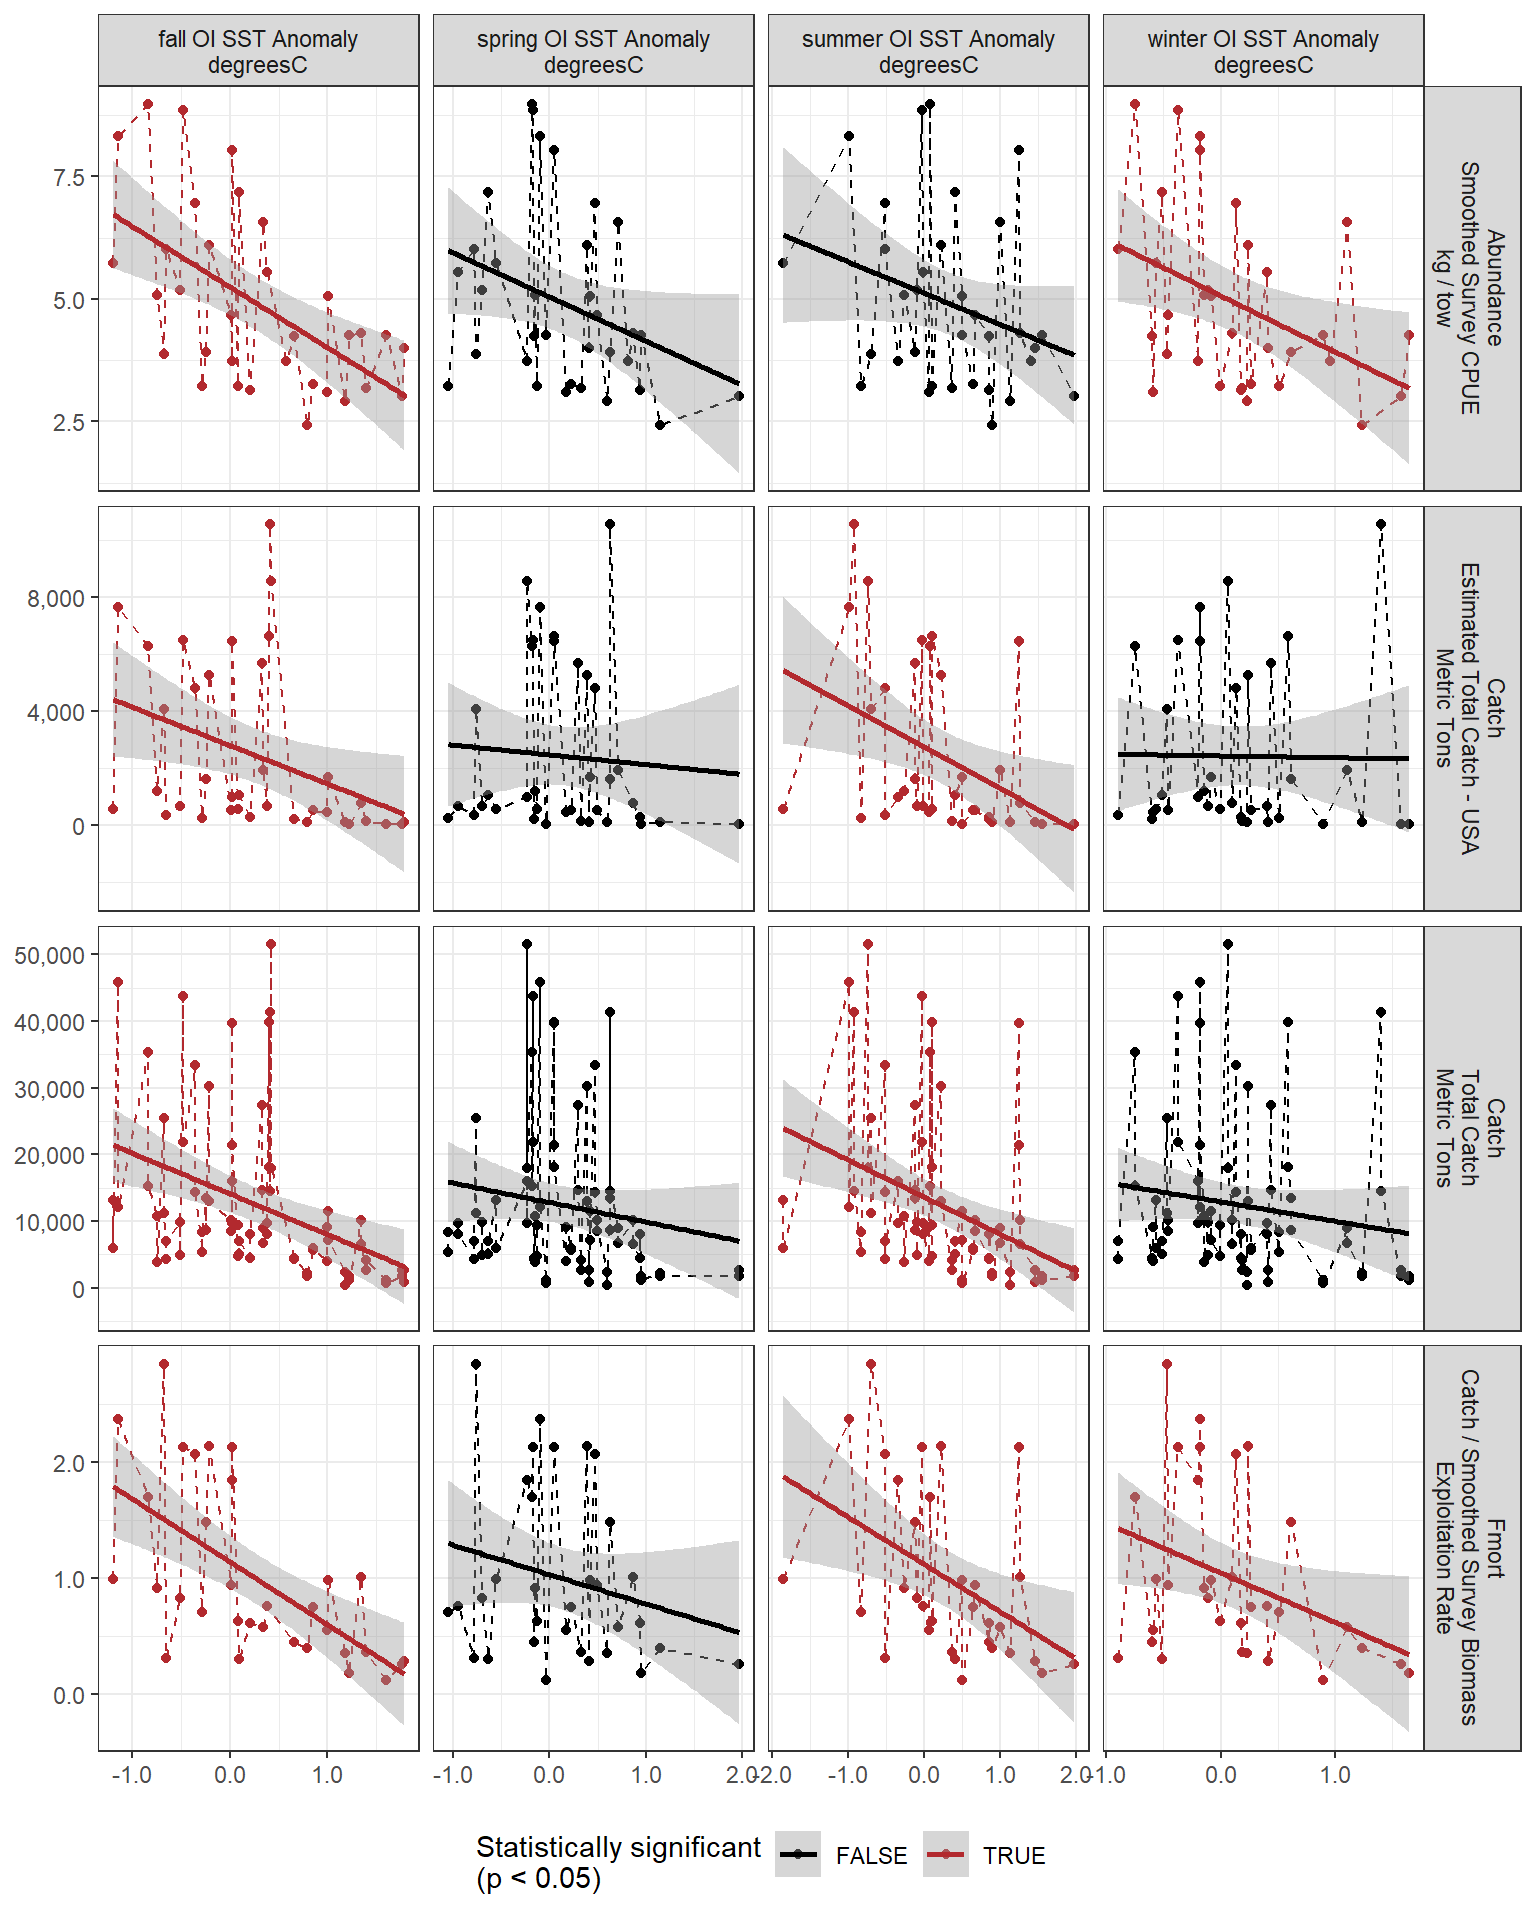 fall OI SST Anomaly
degreesC
spring OI SST Anomaly
degreesC
summer OI SST Anomaly
degreesC
winter OI SST Anomaly
degreesC
7.5
5.0
2.5
Abundance
Smoothed Survey CPUE
kg / tow
8,000
4,000
0
Catch
Estimated Total Catch - USA
Metric Tons
50,000
40,000
30,000
20,000
10,000
0
Catch
Total Catch
Metric Tons
2.0
1.0
0.0
Fmort
Catch / Smoothed Survey Biomass
Exploitation Rate
-1.0 0.0 1.0
-1.0 0.0 1.0 2.0
-2.0 -1.0 0.0 1.0 2.0
-1.0 0.0 1.0
Statistically significant
(p < 0.05)
FALSE
TRUE